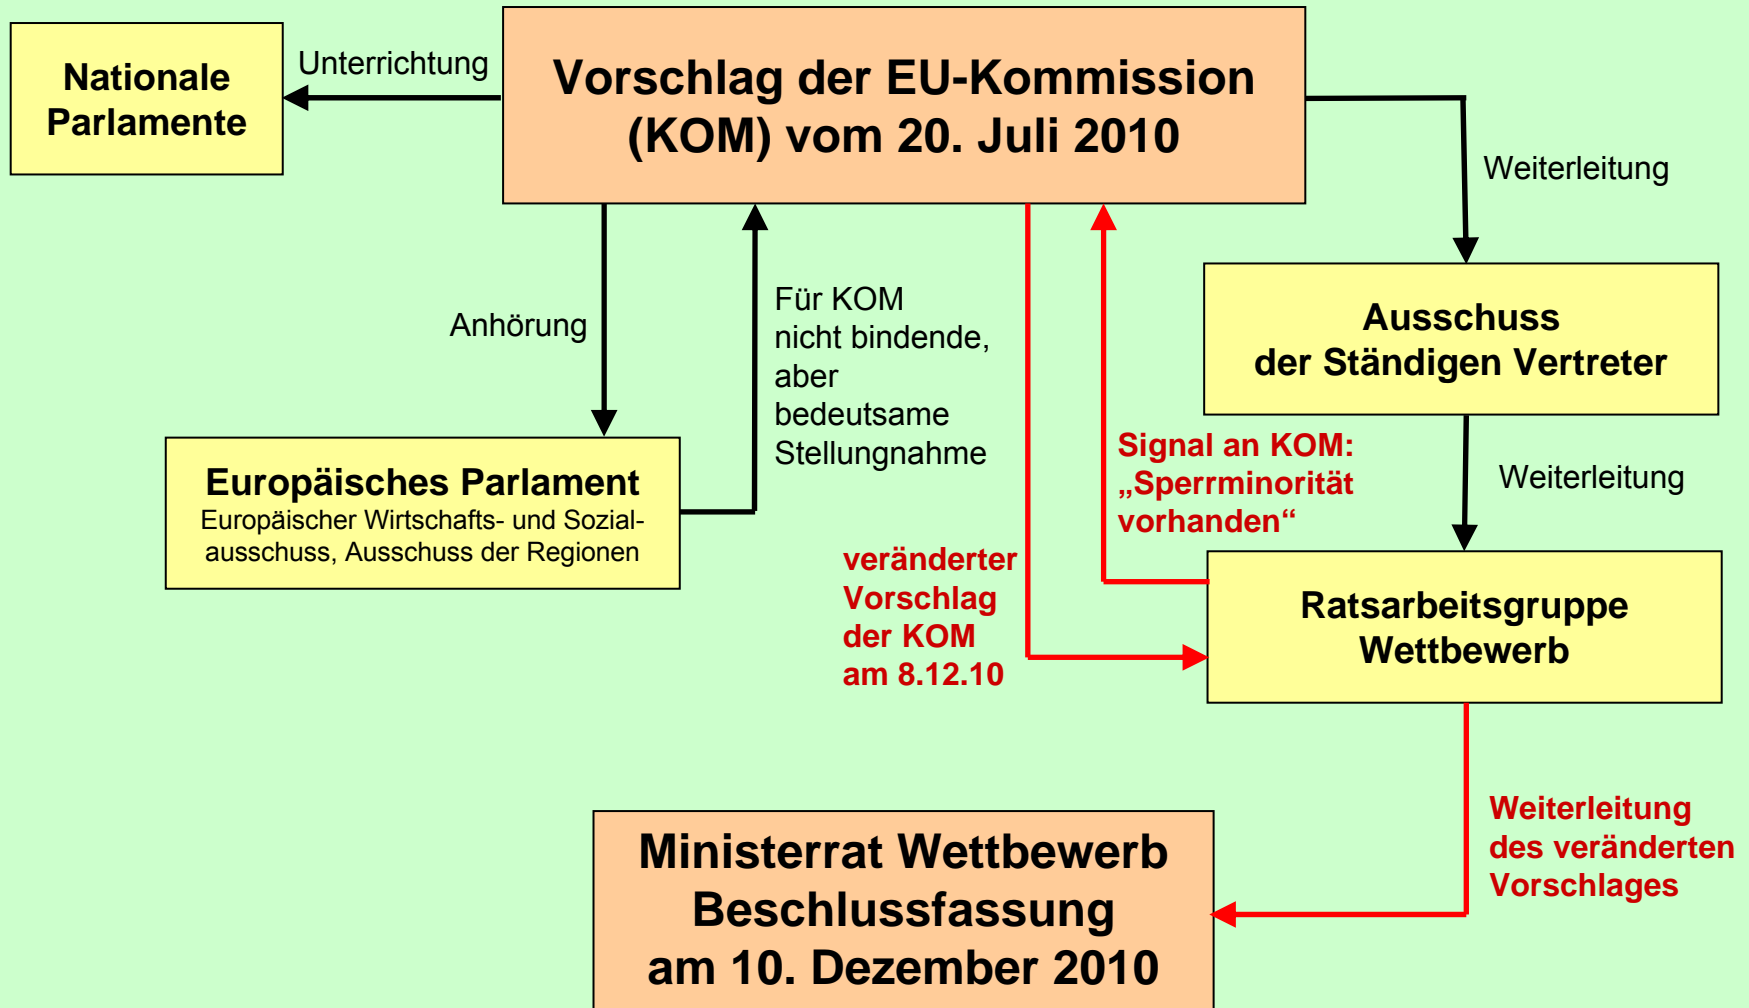 Nationale
Parlamente
Unterrichtung
Vorschlag der EU-Kommission
(KOM) vom 20. Juli 2010
Weiterleitung
Anhörung
Für KOM
nicht bindende,
aber
bedeutsame
Stellungnahme
Ausschuss
der Ständigen Vertreter
Europäisches Parlament
Europäischer Wirtschafts- und Sozial-
ausschuss, Ausschuss der Regionen
Signal an KOM:
„Sperrminorität
vorhanden“
Weiterleitung
veränderter
Vorschlag
der KOM
am 8.12.10
Ratsarbeitsgruppe
Wettbewerb
Weiterleitung
des veränderten
Vorschlages
Ministerrat Wettbewerb
Beschlussfassung
am 10. Dezember 2010